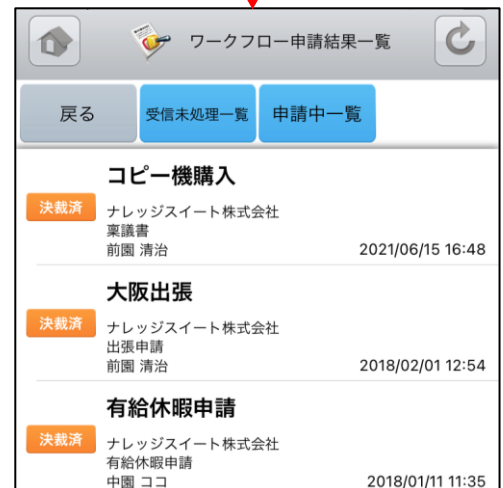 ワークフロー申請結果一覧
戻る 受信未処理一覧 申請中一覧
コピー機購入
決裁済 ナレッジスイート株式会社
稟議書
前園 清治 2021/06/15 16:48
大阪出張
決裁済 ナレッジスイート株式会社
出張申請
前園 清治 2018/02/01 12:54
有給休暇申請
決裁済 ナレッジスイート株式会社
有給休暇申請
中園 ココ 2018/01/11 11:35